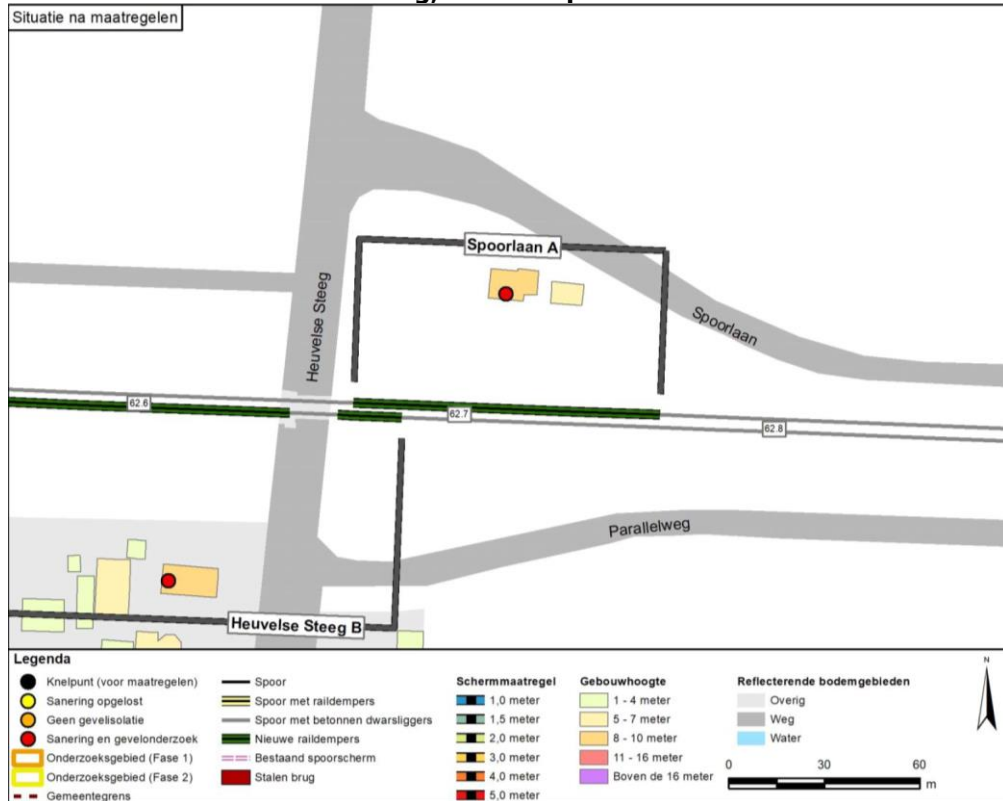 Situatie na maatregelen
Spoorlaan A
Heuvelse Steeg
Spoorlaan
62.6
62.7
62.8
Parallelweg
Heuvelse Steeg B
Legenda
Knelpunt (voor maatregelen)
Sanering opgelost
Geen gevelisolatie
Sanering en gevelonderzoek
Onderzoeksgebied (Fase 1)
Onderzoeksgebied (Fase 2)
Gemeentegrens
Spoor
Spoor met raildempers
Spoor met betonnen dwarsliggers
Nieuwe raildempers
Bestaand spoorscherm
Stalen brug
Schermmaatregel
1,0 meter
1,5 meter
2,0 meter
3,0 meter
4,0 meter
5,0 meter
Gebouwhoogte
1 - 4 meter
5 - 7 meter
8 - 10 meter
11 - 16 meter
Boven de 16 meter
Reflecterende bodemgebieden
Overig
Weg
Water
N
0 30 60
m